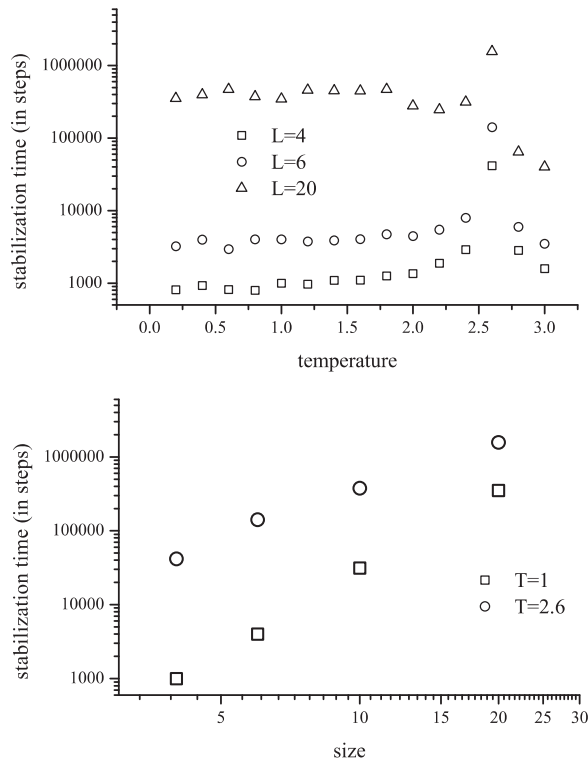 stabilization time (in steps)
1000000
100000
10000
1000
L=4
L=6
L=20
0.0 0.5 1.0 1.5 2.0 2.5 3.0
temperature
stabilization time (in steps)
1000000
100000
10000
1000
T=1
T=2.6
5 10 15 20 25 30
size